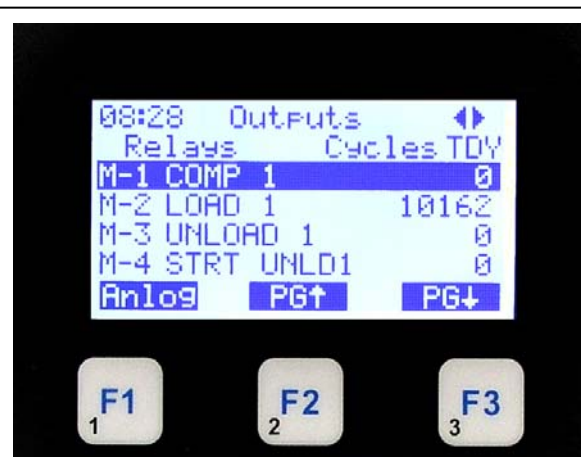 08:28 Outputs ◀▶
Relays Cycles TDY
M-1 COMP 1 0
M-2 LOAD 1 10162
M-3 UNLOAD 1 0
M-4 STRT UNLD1 0
Anlog PG↑ PG↓
F1 F2 F3
1 2 3